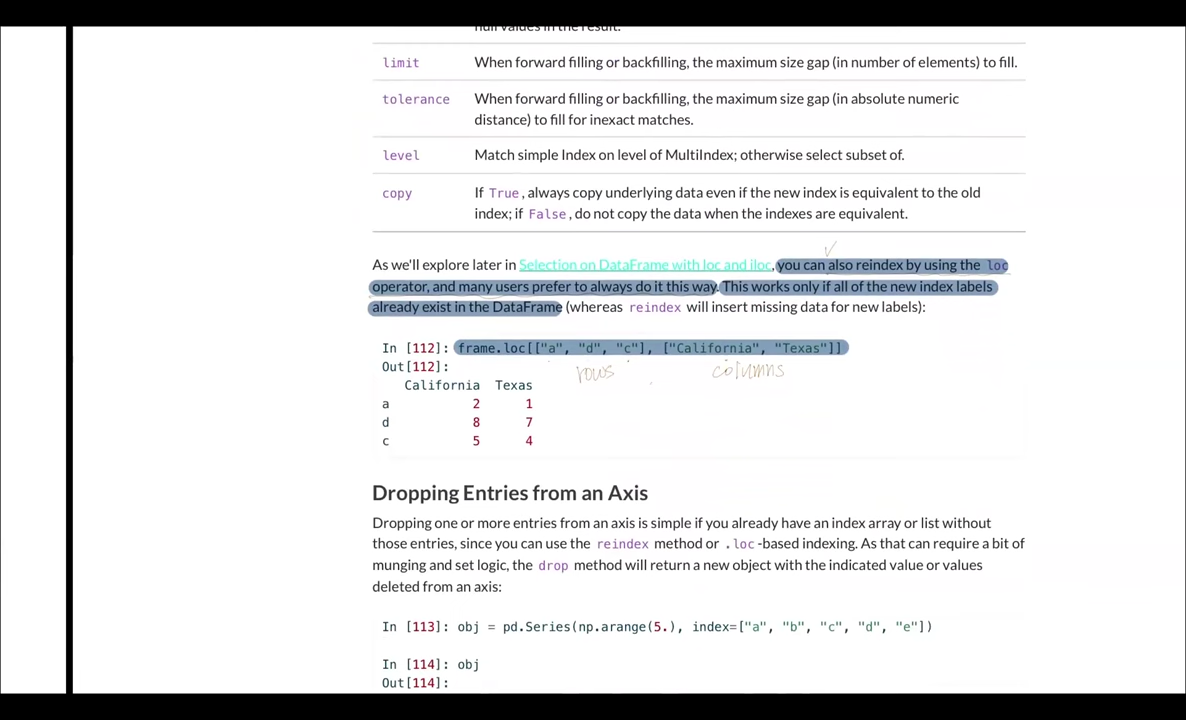 null values in the result.
limit When forward filling or backfilling, the maximum size gap (in number of elements) to fill.
tolerance When forward filling or backfilling, the maximum size gap (in absolute numeric
distance) to fill for inexact matches.
level Match simple Index on level of MultiIndex; otherwise select subset of.
copy If True, always copy underlying data even if the new index is equivalent to the old
index; if False, do not copy the data when the indexes are equivalent.
As we'll explore later in Selection on DataFrame with loc and iloc, you can also reindex by using the loc
operator, and many users prefer to always do it this way. This works only if all of the new index labels
already exist in the DataFrame (whereas reindex will insert missing data for new labels):
In [112]: frame.loc[["a", "d", "c"], ["California", "Texas"]]
Out[112]:
rows columns
California Texas
a 2 1
d 8 7
c 5 4
Dropping Entries from an Axis
Dropping one or more entries from an axis is simple if you already have an index array or list without
those entries, since you can use the reindex method or .loc-based indexing. As that can require a bit of
munging and set logic, the drop method will return a new object with the indicated value or values
deleted from an axis:
In [113]: obj = pd.Series(np.arange(5.), index=["a", "b", "c", "d", "e"])
In [114]: obj
Out[114]: